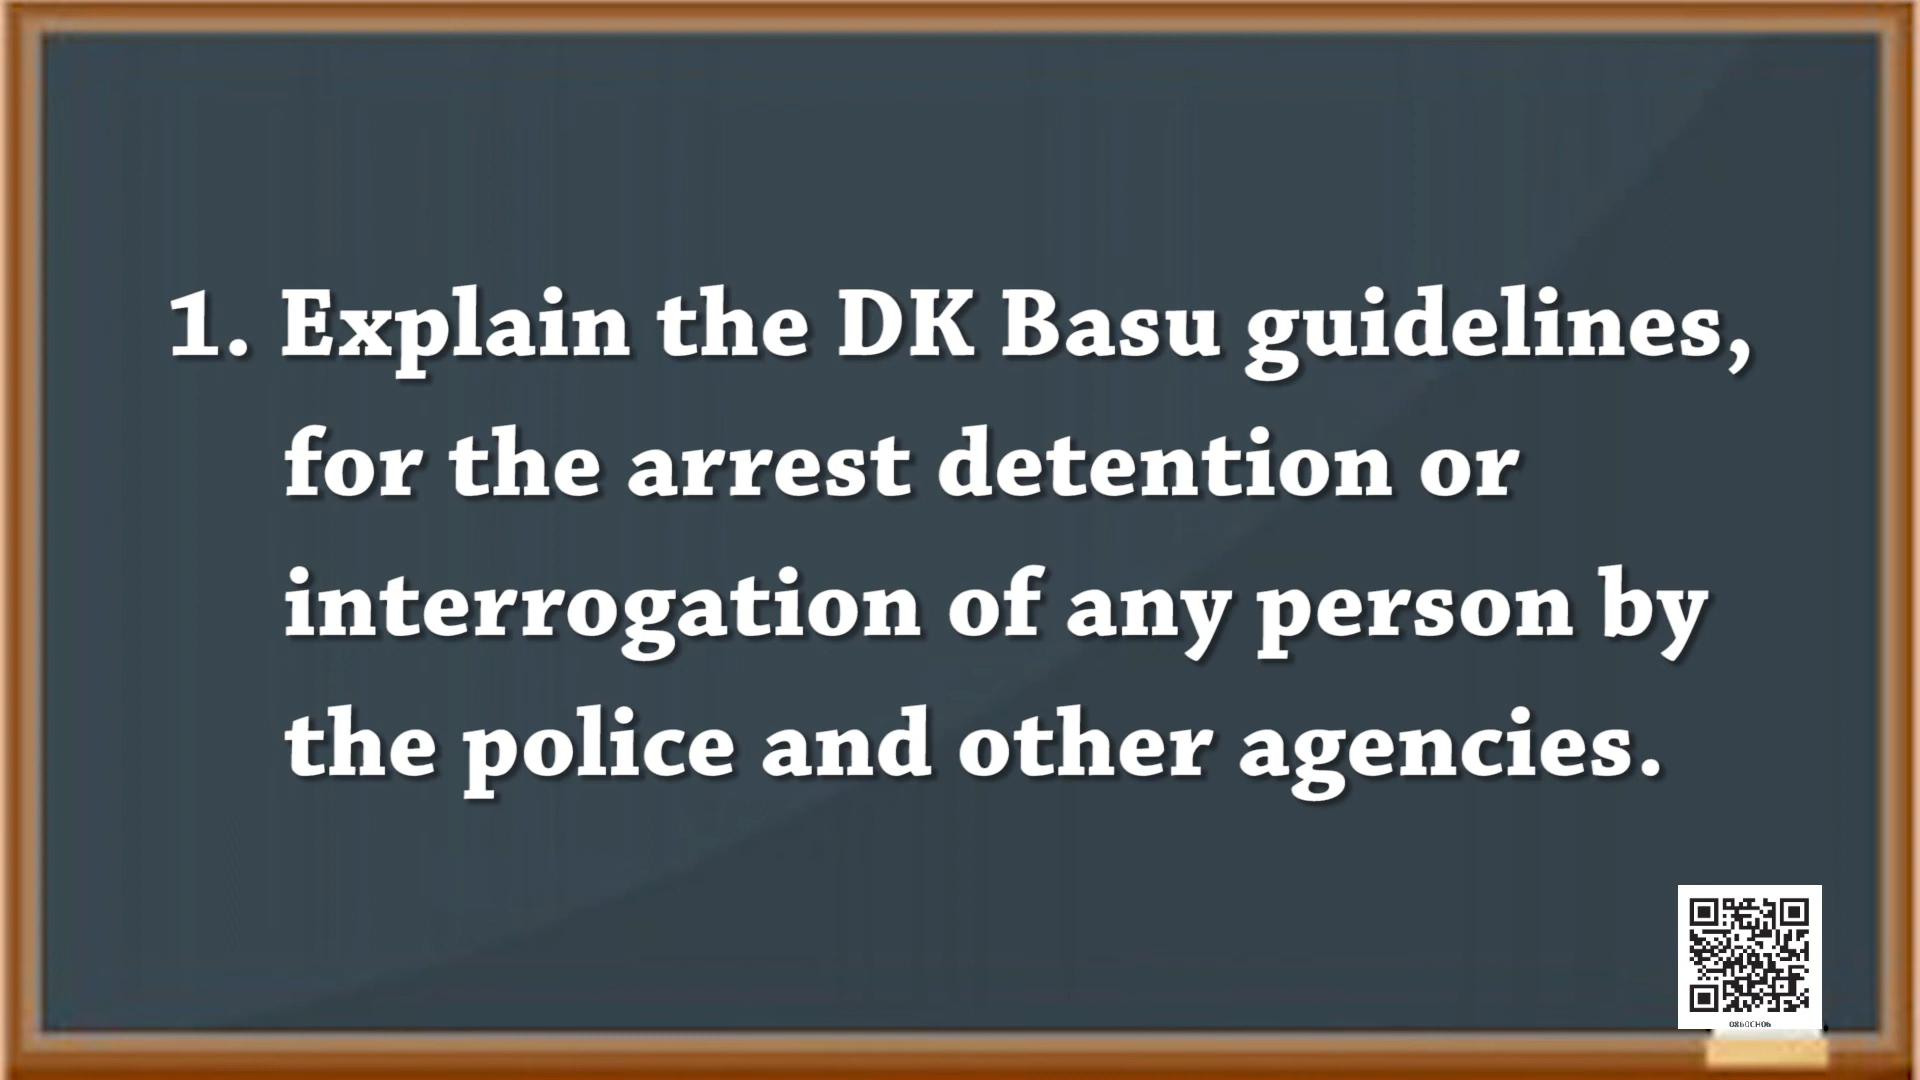 1. Explain the DK Basu guidelines,
for the arrest detention or
interrogation of any person by
the police and other agencies.
0860CH06